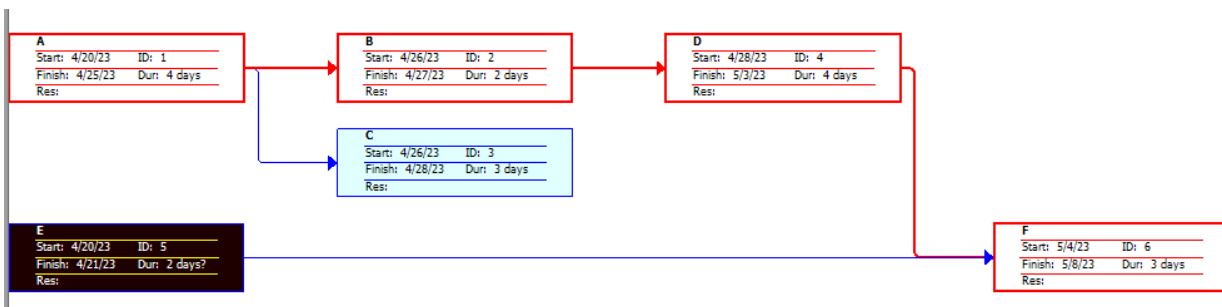 A
Start: 4/20/23 ID: 1
Finish: 4/25/23 Dur: 4 days
Res:
B
Start: 4/26/23 ID: 2
Finish: 4/27/23 Dur: 2 days
Res:
D
Start: 4/28/23 ID: 4
Finish: 5/3/23 Dur: 4 days
Res:
C
Start: 4/26/23 ID: 3
Finish: 4/28/23 Dur: 3 days
Res:
E
Start: 4/20/23 ID: 5
Finish: 4/21/23 Dur: 2 days?
Res:
F
Start: 5/4/23 ID: 6
Finish: 5/8/23 Dur: 3 days
Res: